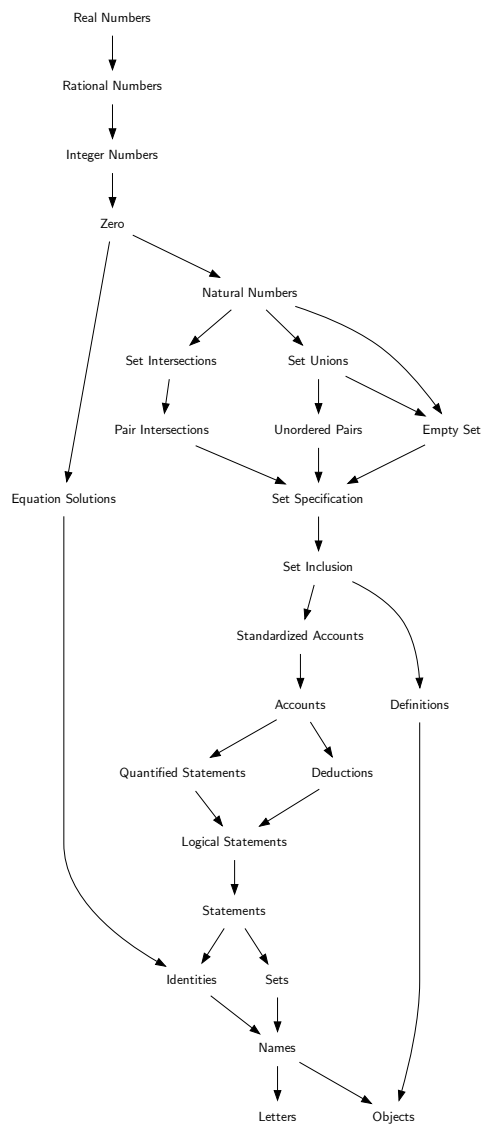 Real Numbers
Rational Numbers
Integer Numbers
Zero
Natural Numbers
Set Intersections
Set Unions
Pair Intersections
Unordered Pairs
Empty Set
Equation Solutions
Set Specification
Set Inclusion
Standardized Accounts
Accounts
Definitions
Quantified Statements
Deductions
Logical Statements
Statements
Identities
Sets
Names
Letters
Objects